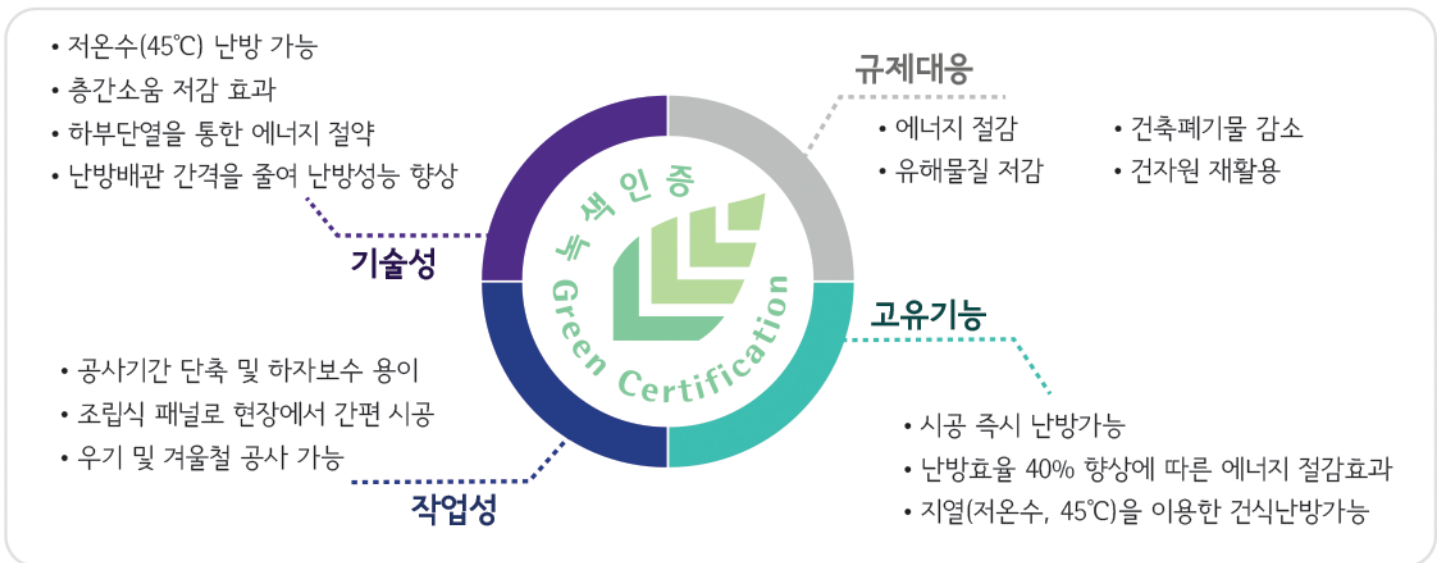 • 저온수(45℃) 난방 가능
• 층간소움 저감 효과
• 하부단열을 통한 에너지 절약
• 난방배관 간격을 줄여 난방성능 향상
기술성
규제대응
• 에너지 절감
• 건축폐기물 감소
• 유해물질 저감
• 건자원 재활용
녹색인증
Green Certification
고유기능
• 시공 즉시 난방가능
• 난방효율 40% 향상에 따른 에너지 절감효과
• 지열(저온수, 45℃)을 이용한 건식난방가능
• 공사기간 단축 및 하자보수 용이
• 조립식 패널로 현장에서 간편 시공
• 우기 및 겨울철 공사 가능
작업성